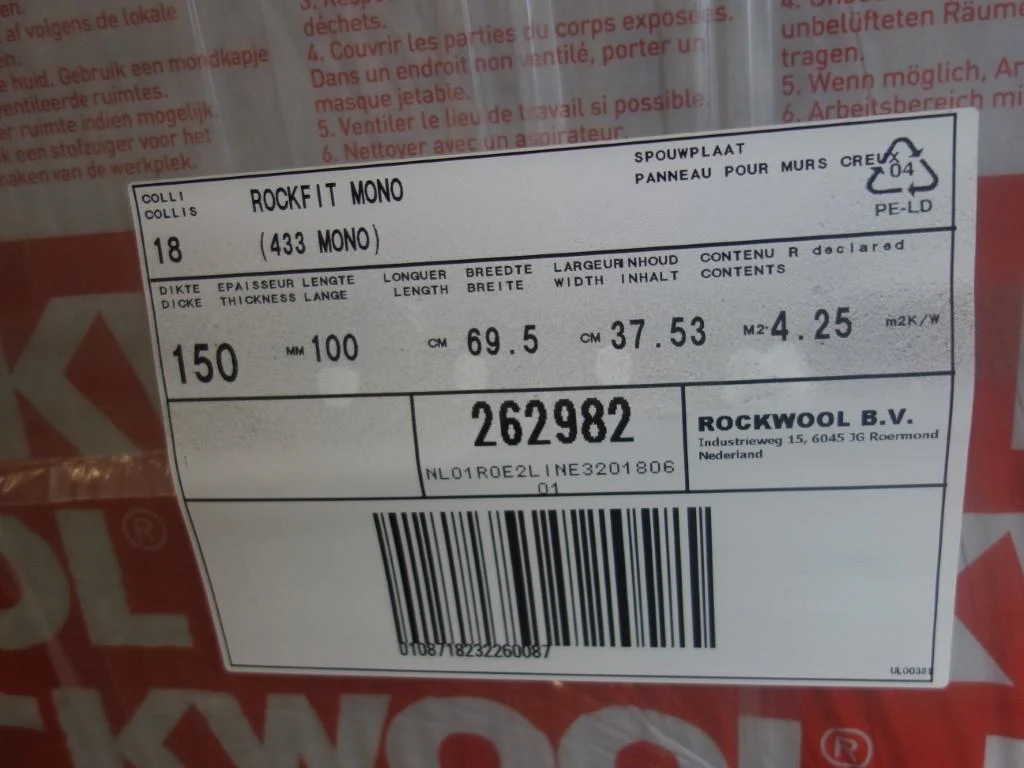 en.
af volgens de lokale
en.
e huid. Gebruik een mondkapje
ventileerde ruimtes.
er ruimte indien mogelijk.
k een stofzuiger voor het
maken van de werkplek.
déchets.
4. Couvrir les parties du corps exposées.
Dans un endroit non ventilé, porter un
masque jetable.
5. Ventiler le lieu de travail si possible.
6. Nettoyer avec un aspirateur
unbelüfteten Räume
tragen.
5. Wenn möglich, Ar
6. Arbeitsbereich mi
COLLI
COLLIS
18
ROCKFIT MONO
(433 MONO)
SPOUWPLAAT
PANNEAU POUR MURS CREUX
04
PE-LD
DIKTE EPAISSEUR LENGTE LONGUER BREEDTE LARGEUR INHOUD CONTENU R declared
DICKE THICKNESS LANGE LENGTH BREITE WIDTH INHALT CONTENTS
150 MM 100 CM 69.5 CM 37.53 M2 4.25 m2K/W
262982
NL01R0E2LINE3201806
01
ROCKWOOL B.V.
Industrieweg 15, 6045 JG Roermond
Nederland
0108718232260087
UL00381
OL®
CKWOOL®